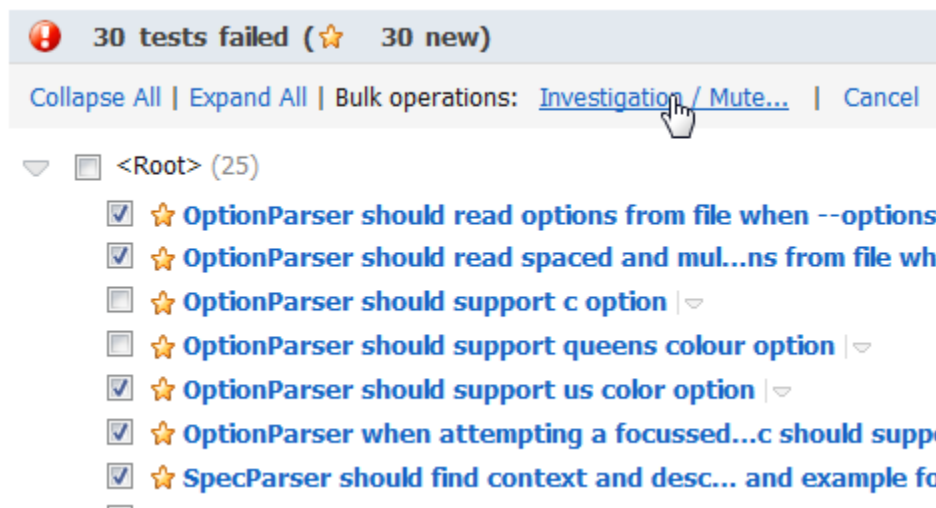 30 tests failed ( 30 new)
Collapse All | Expand All | Bulk operations: Investigation / Mute... | Cancel
<Root> (25)
OptionParser should read options from file when --options
OptionParser should read spaced and mul...ns from file wh
OptionParser should support c option
OptionParser should support queens colour option
OptionParser should support us color option
OptionParser when attempting a focussed...c should supp
SpecParser should find context and desc... and example fo